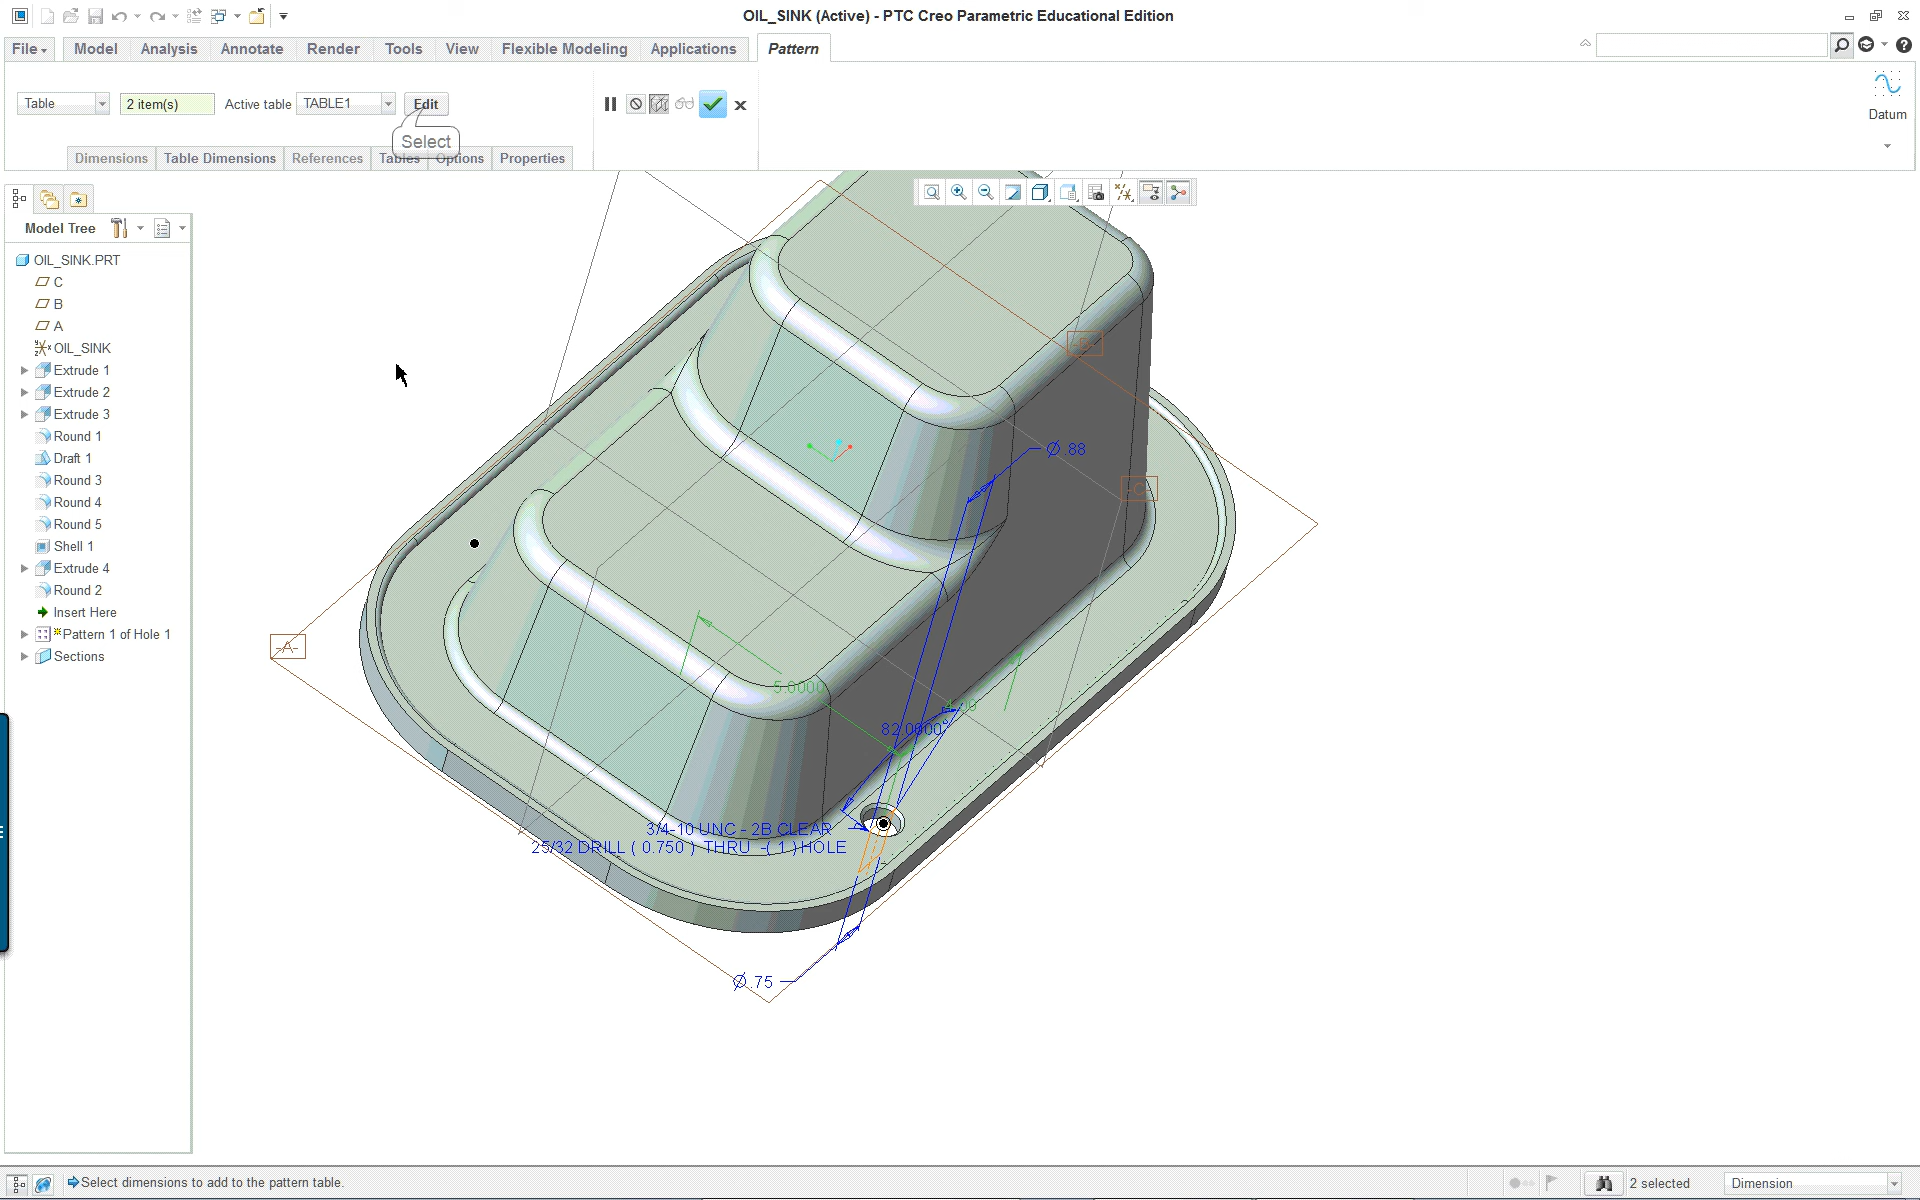 OIL_SINK (Active) - PTC Creo Parametric Educational Edition
File Model Analysis Annotate Render Tools View Flexible Modeling Applications Pattern
Table 2 item(s) Active table TABLE1 Edit
Select
Datum
Dimensions Table Dimensions References Tables Options Properties
Model Tree
OIL_SINK.PRT
C
B
A
OIL_SINK
Extrude 1
Extrude 2
Extrude 3
Round 1
Draft 1
Round 3
Round 4
Round 5
Shell 1
Extrude 4
Round 2
Insert Here
Pattern 1 of Hole 1
Sections
Ø.88
-A-
5.0000
82.0000°
3/4-10 UNC - 2B CLEAR
25/32 DRILL ( 0.750 ) THRU -( 1 ) HOLE
Ø.75
Select dimensions to add to the pattern table.
2 selected
Dimension